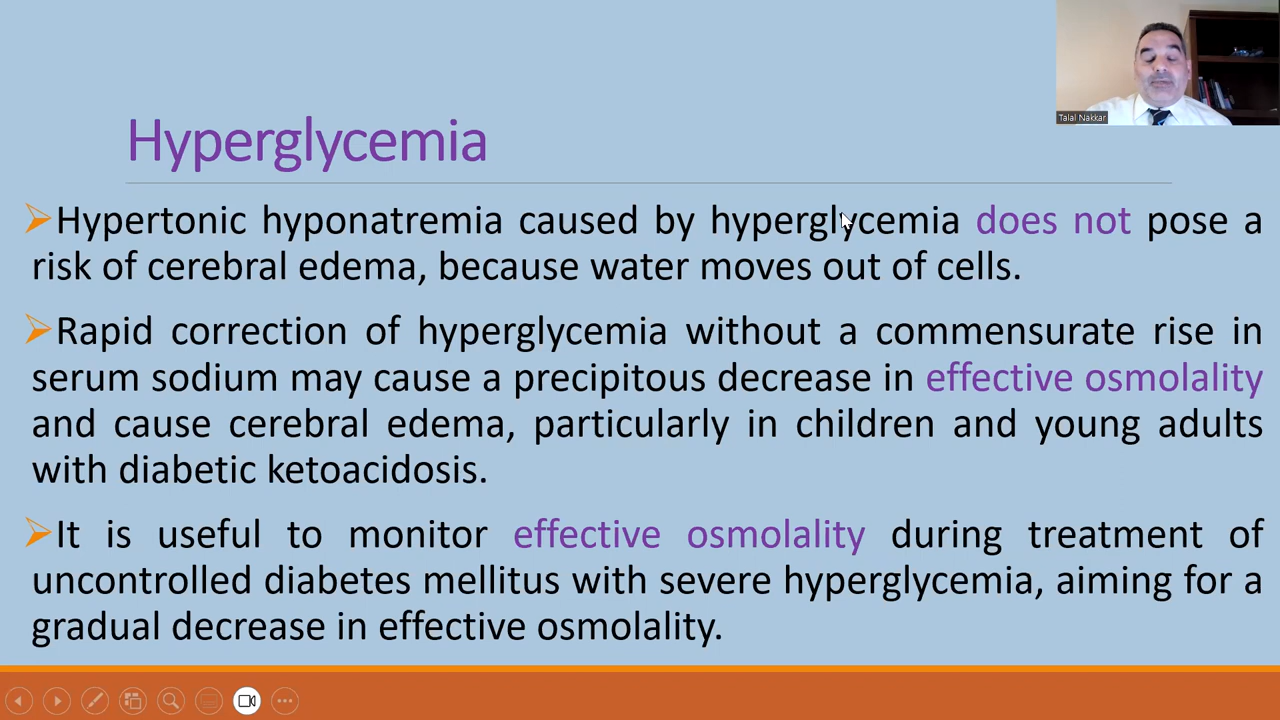 Talal Nakkar
Hyperglycemia
Hypertonic hyponatremia caused by hyperglycemia does not pose a
risk of cerebral edema, because water moves out of cells.
Rapid correction of hyperglycemia without a commensurate rise in
serum sodium may cause a precipitous decrease in effective osmolality
and cause cerebral edema, particularly in children and young adults
with diabetic ketoacidosis.
It is useful to monitor effective osmolality during treatment of
uncontrolled diabetes mellitus with severe hyperglycemia, aiming for a
gradual decrease in effective osmolality.